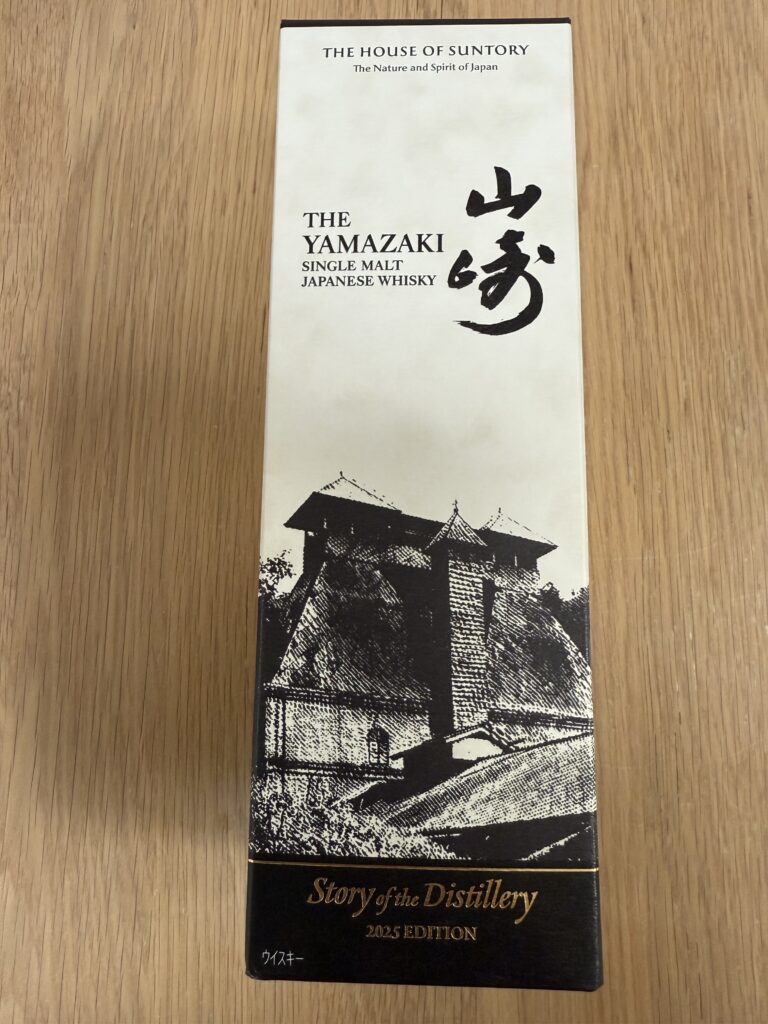 THE HOUSE OF SUNTORY
The Nature and Spirit of Japan
THE
YAMAZAKI
SINGLE MALT
JAPANESE WHISKY
山崎
Story of the Distillery
2025 EDITION
ウイスキー